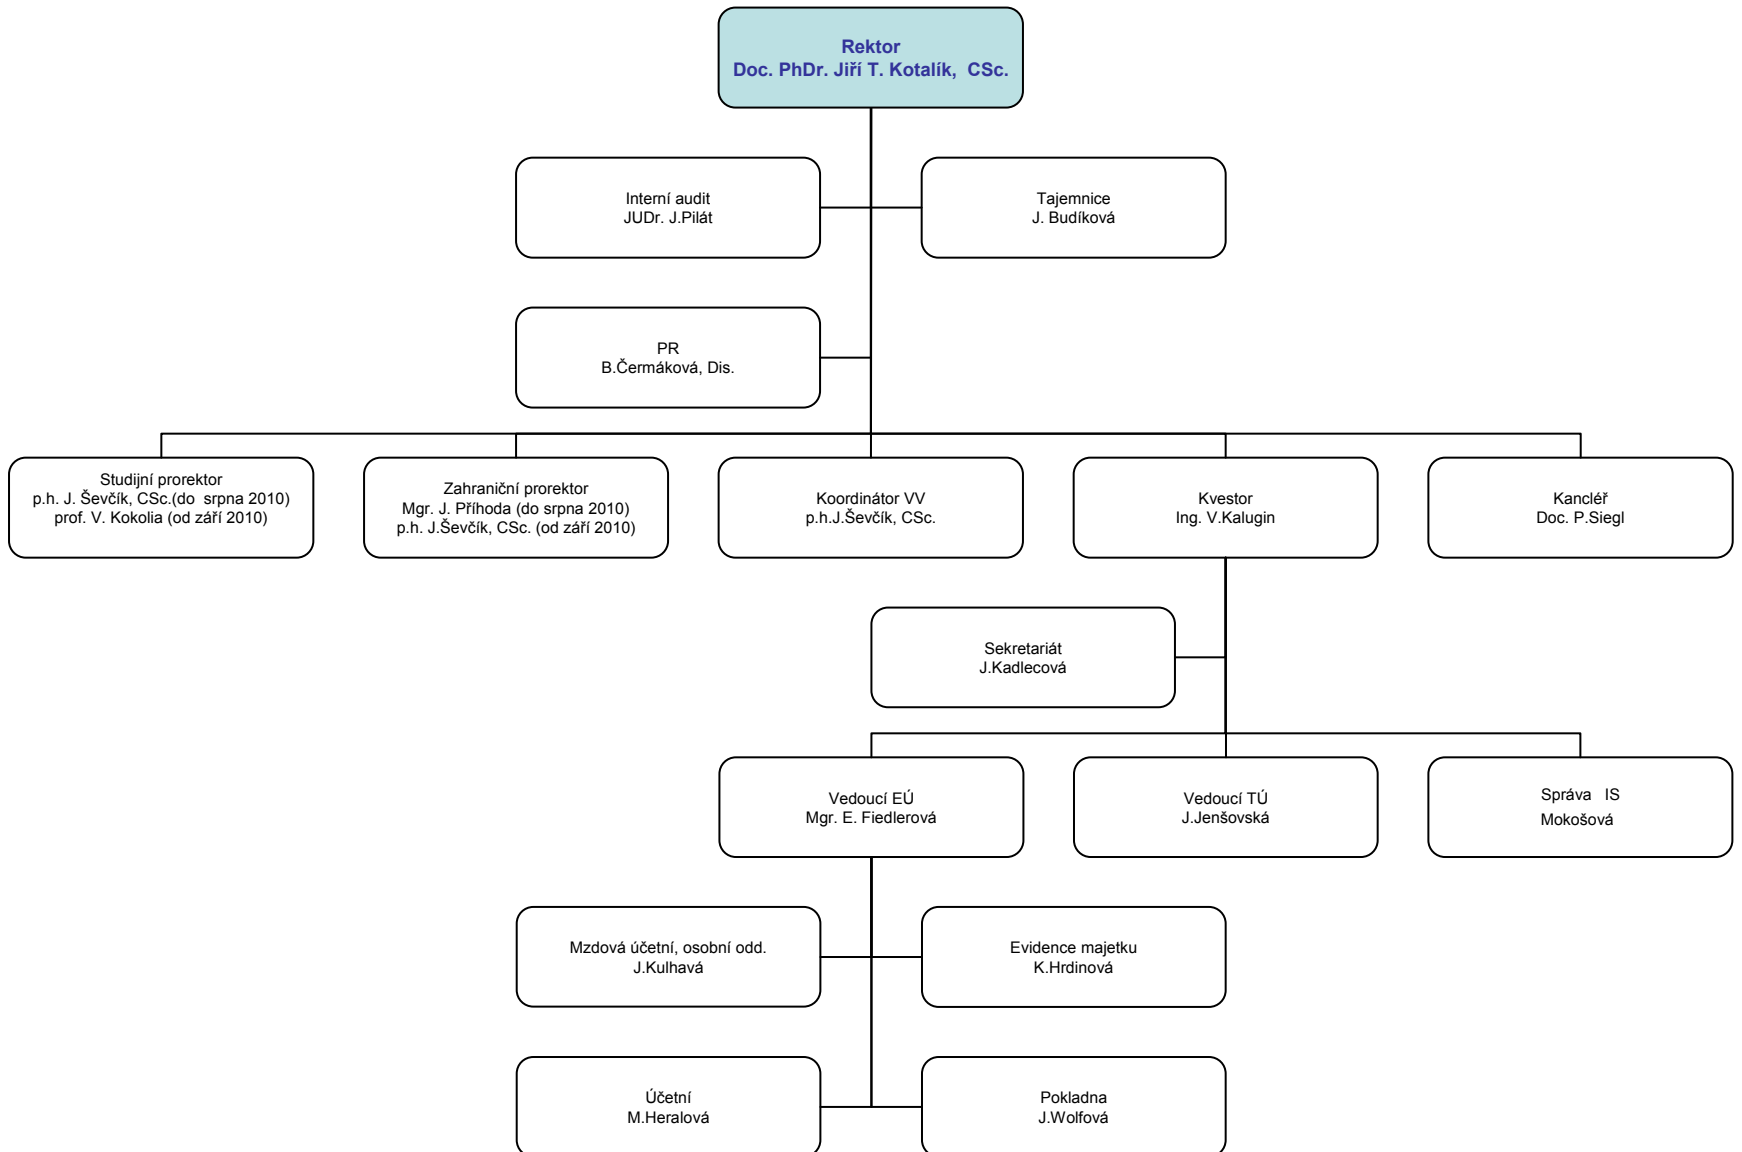 Rektor
Doc. PhDr. Jiří T. Kotalík, CSc.
Interní audit
JUDr. J.Pilát
Tajemnice
J. Budíková
PR
B.Čermáková, Dis.
Studijní prorektor
p.h. J. Ševčík, CSc.(do srpna 2010)
prof. V. Kokolia (od září 2010)
Zahraniční prorektor
Mgr. J. Příhoda (do srpna 2010)
p.h. J.Ševčík, CSc. (od září 2010)
Koordinátor VV
p.h.J.Ševčík, CSc.
Kvestor
Ing. V.Kalugin
Kancléř
Doc. P.Siegl
Sekretariát
J.Kadlecová
Vedoucí EÚ
Mgr. E. Fiedlerová
Vedoucí TÚ
J.Jenšovská
Správa IS
Mokošová
Mzdová účetní, osobní odd.
J.Kulhavá
Evidence majetku
K.Hrdinová
Účetní
M.Heralová
Pokladna
J.Wolfová